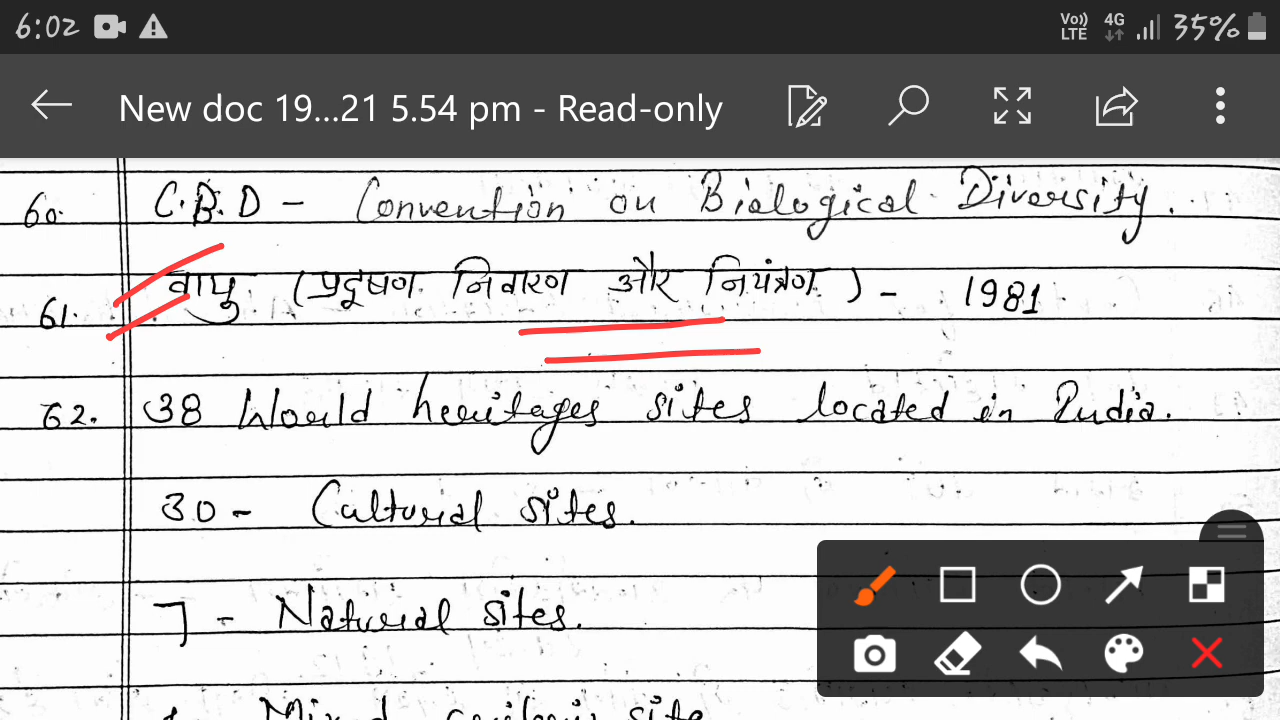 6:02 Vo)) LTE 4G 35%
New doc 19...21 5.54 pm - Read-only
60. C.B.D - Convention on Biological Diversity.
61. वायु (प्रदूषण निवारण और नियंत्रण) - 1981
62. 38 World heritages sites located in India.
30 - Cultural sites.
7 - Natural sites.